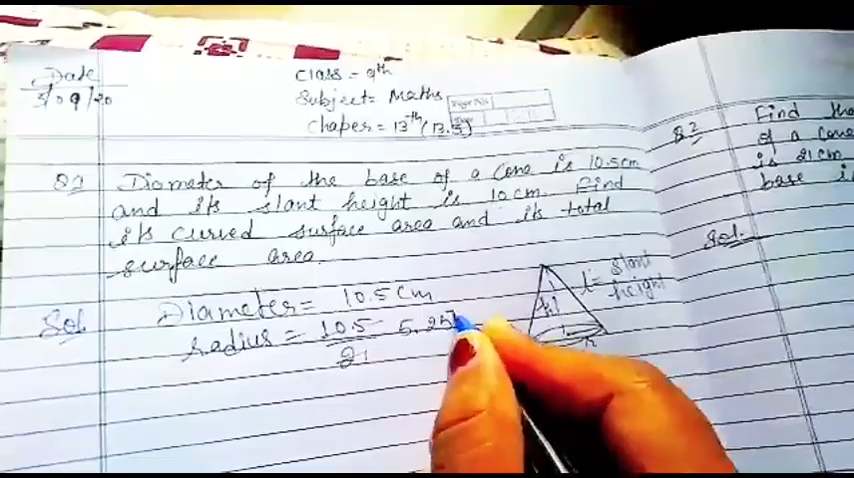 Date
3/09/20
Class = 9th
Subject = Maths
Chaper = 13th (13.3)
Q1 Diameter of the base of a Cone is 10.5cm
and its slant height is 10 cm. Find
its curved surface area and its total
surface area.
Sol. Diameter = 10.5 cm
radius = 10.5 5.25
2
h
l = slant
height
r
Q2 Find the
of a Cone
is 21 cm
base is
Sol.